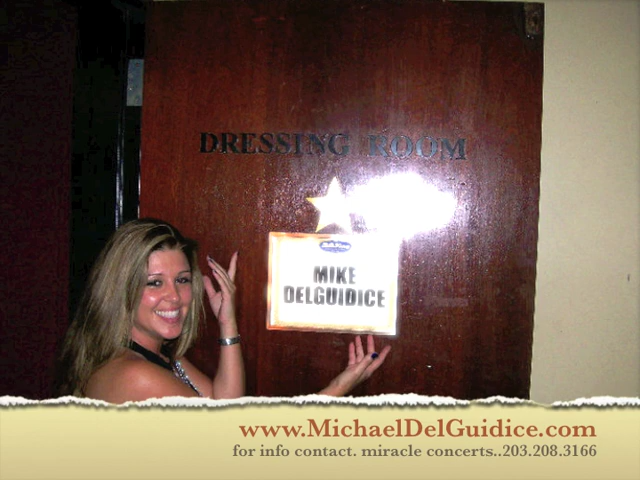 DRESSING ROOM
MIKE
DELGUIDICE
www.MichaelDelGuidice.com
for info contact. miracle concerts..203.208.3166